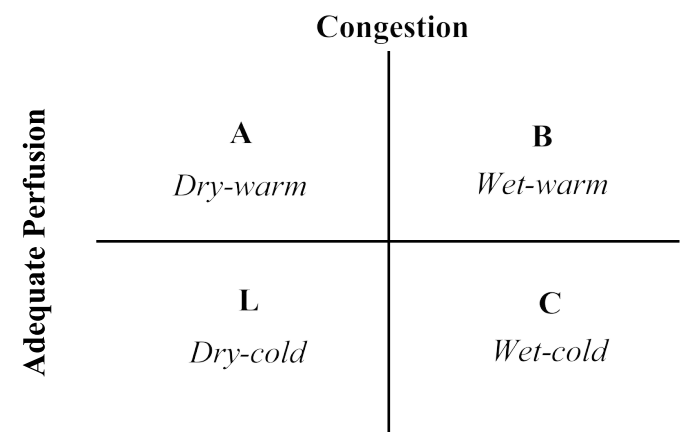 Congestion
Adequate Perfusion
A
Dry-warm
B
Wet-warm
L
Dry-cold
C
Wet-cold